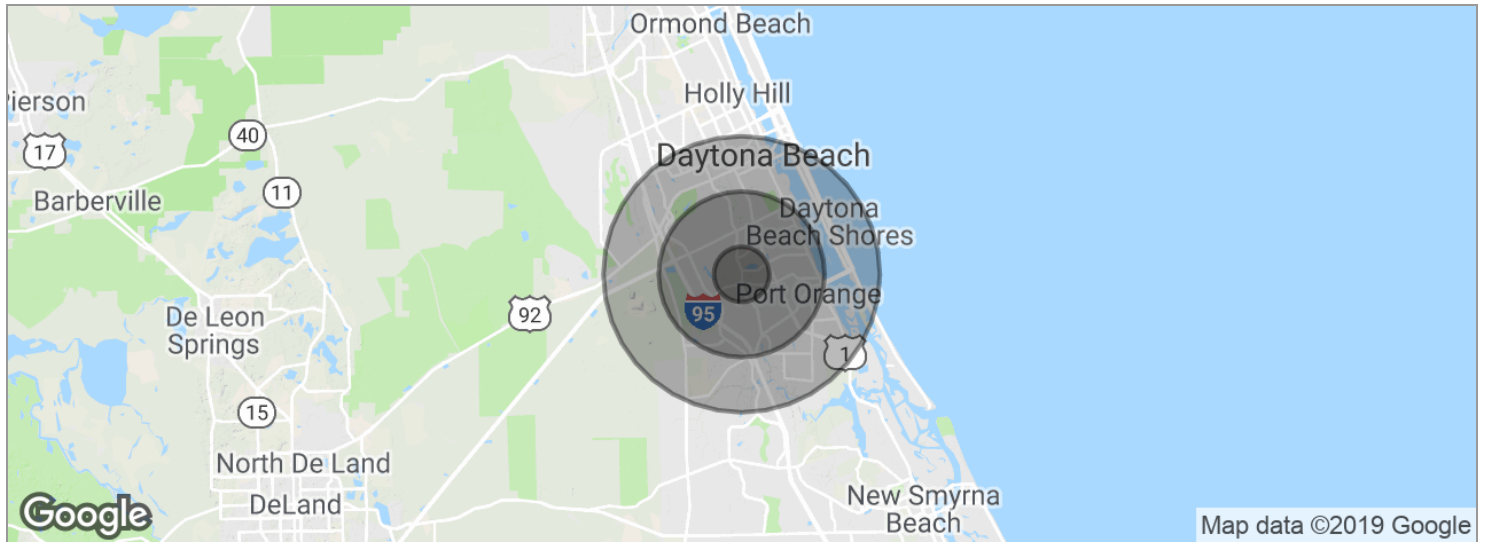 Ormond Beach
Holly Hill
Pierson
40
17
Daytona Beach
11
Barberville
Daytona
Beach Shores
Port Orange
95
92
De Leon
Springs
1
15
North De Land
DeLand
New Smyrna
Beach
Google
Map data ©2019 Google